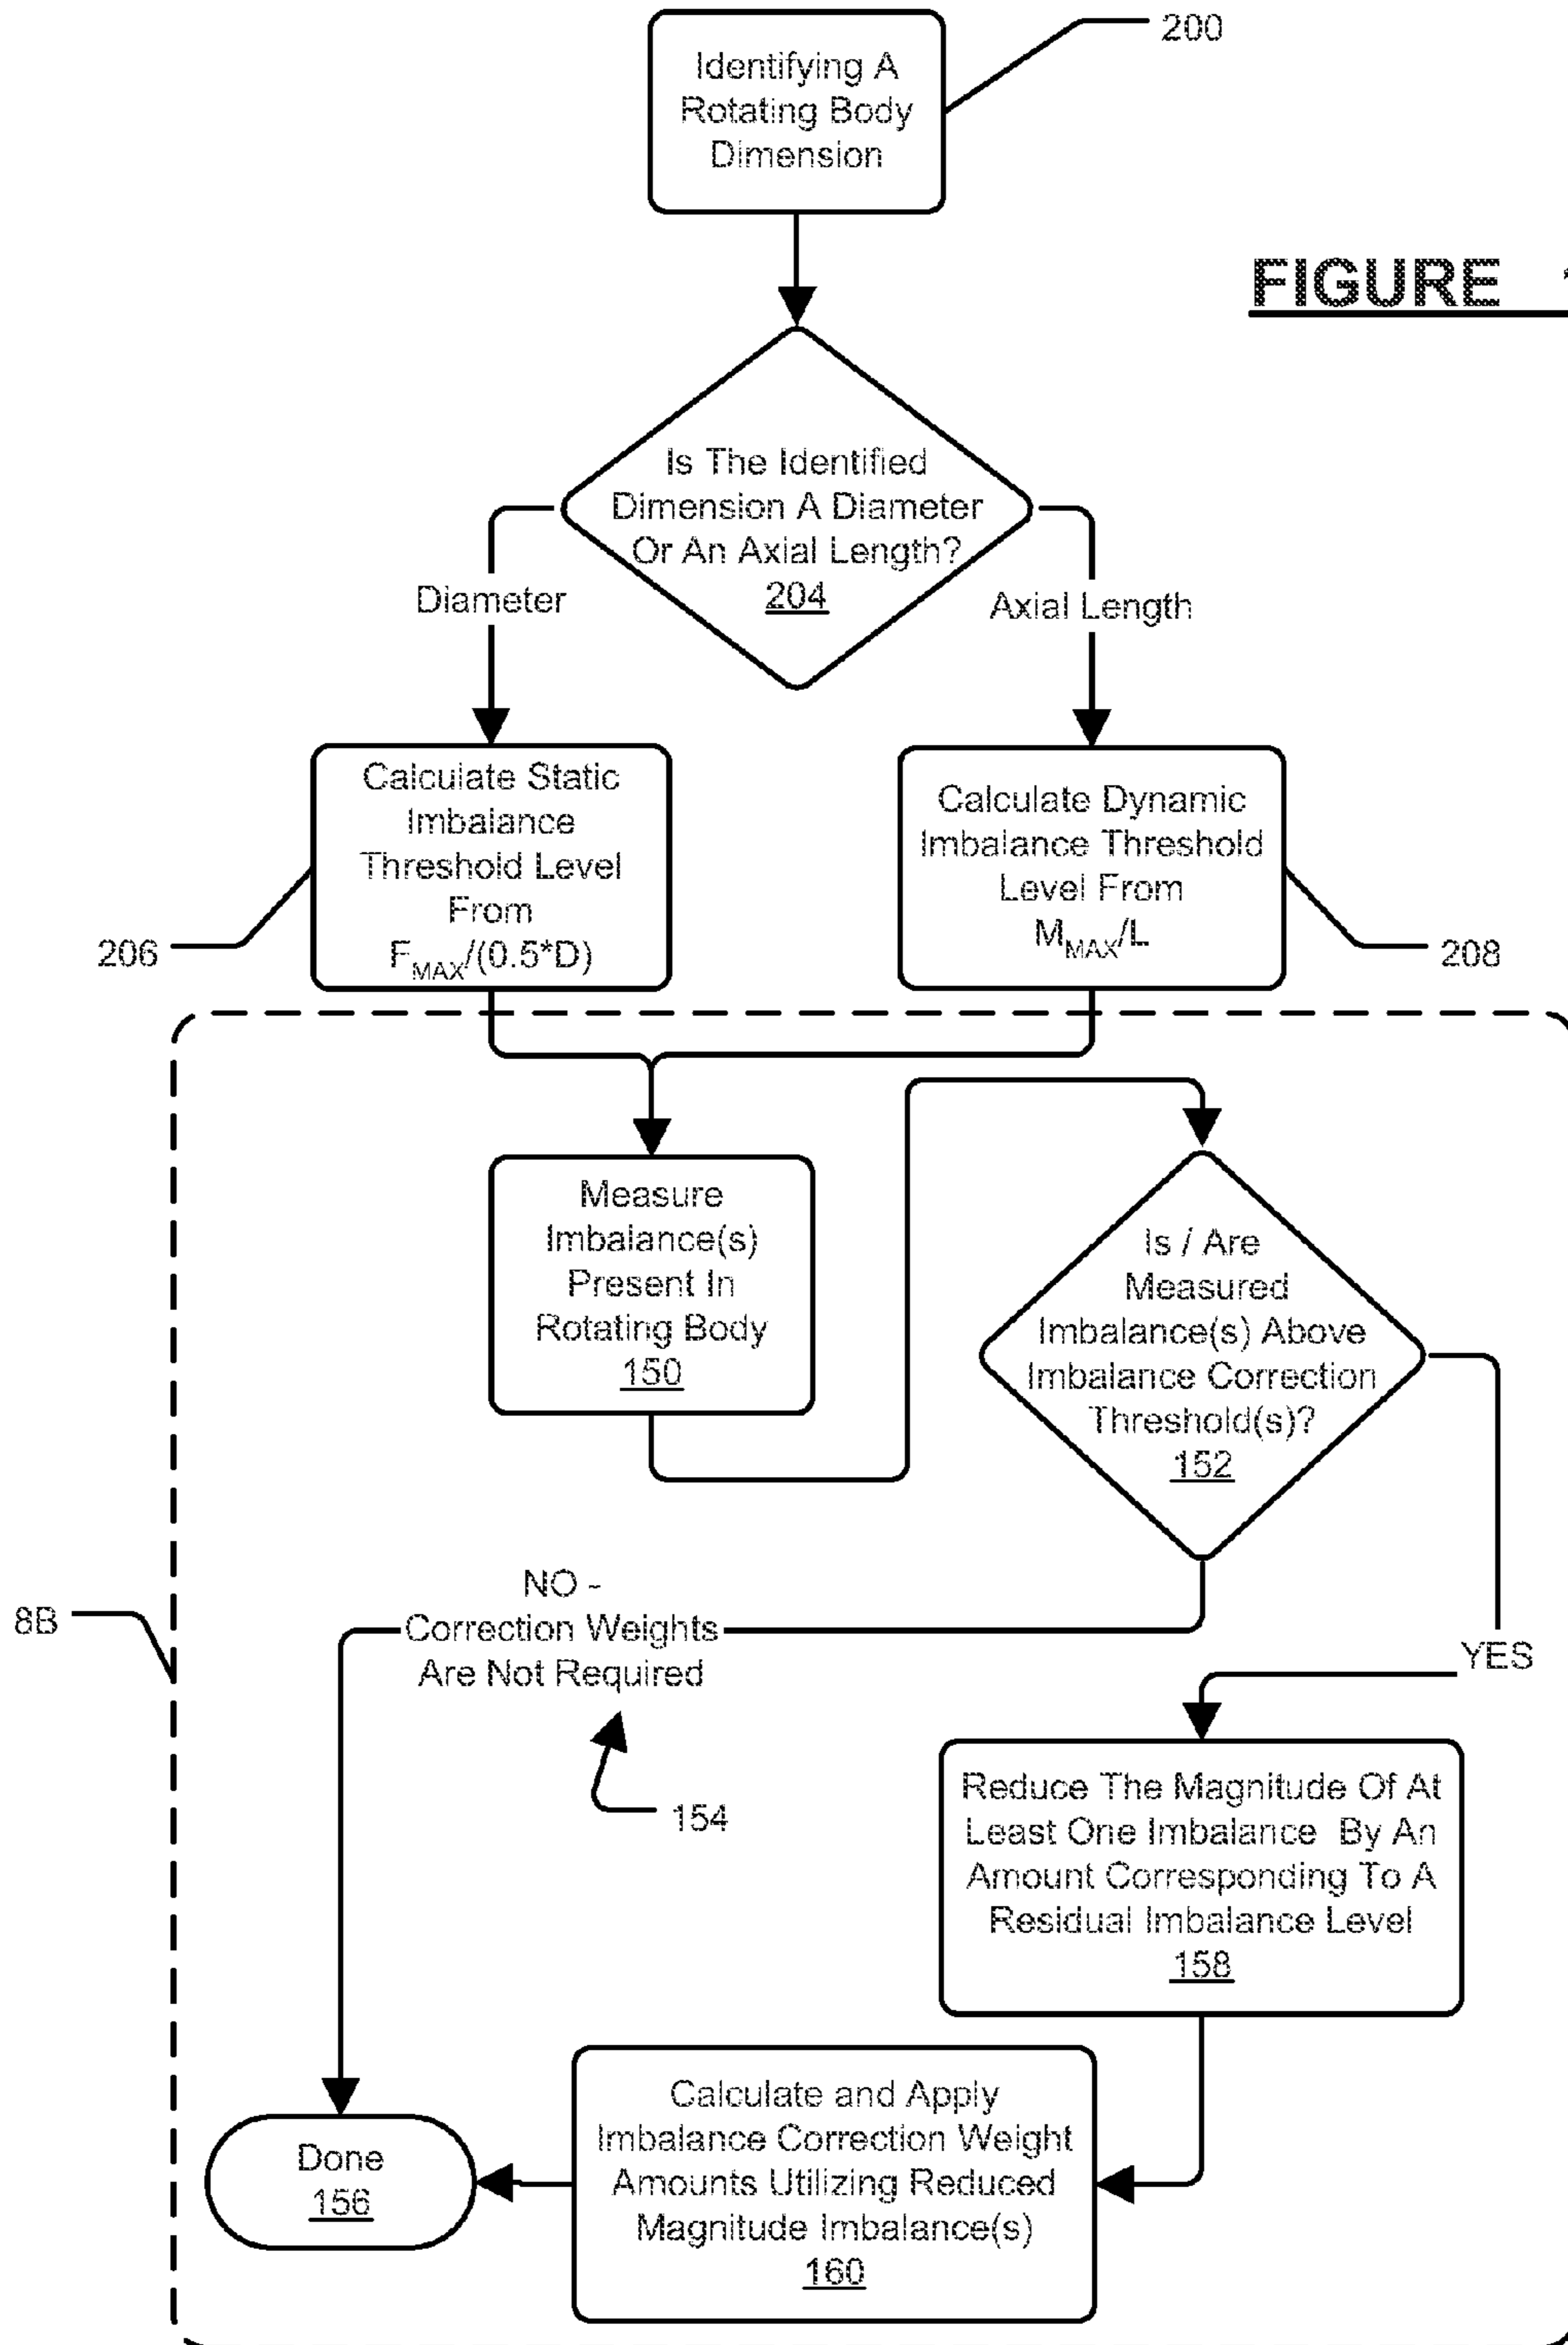 200
Identifying A
Rotating Body
Dimension
FIGURE
Is The Identified
Dimension A Diameter
Or An Axial Length?
204
Diameter
Axial Length
Calculate Static
Imbalance
Threshold Level
From
F_MAX/(0.5*D)
206
Calculate Dynamic
Imbalance Threshold
Level From
M_MAX/L
208
Measure
Imbalance(s)
Present In
Rotating Body
150
Is / Are
Measured
Imbalance(s) Above
Imbalance Correction
Threshold(s)?
152
NO -
Correction Weights
Are Not Required
8B
YES
154
Reduce The Magnitude Of At
Least One Imbalance By An
Amount Corresponding To A
Residual Imbalance Level
158
Calculate and Apply
Imbalance Correction Weight
Amounts Utilizing Reduced
Magnitude Imbalance(s)
160
Done
156